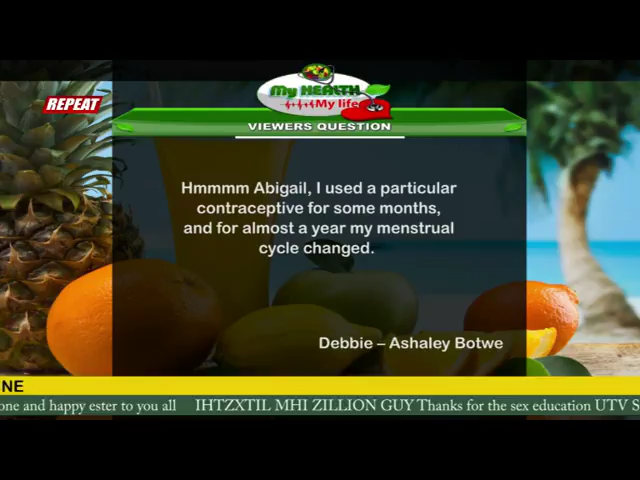 My HEALTH
My life
REPEAT
VIEWERS QUESTION
Hmmmm Abigail, I used a particular
contraceptive for some months,
and for almost a year my menstrual
cycle changed.
Debbie – Ashaley Botwe
NE
one and happy ester to you all IHTZXTIL MHI ZILLION GUY Thanks for the sex education UTV S